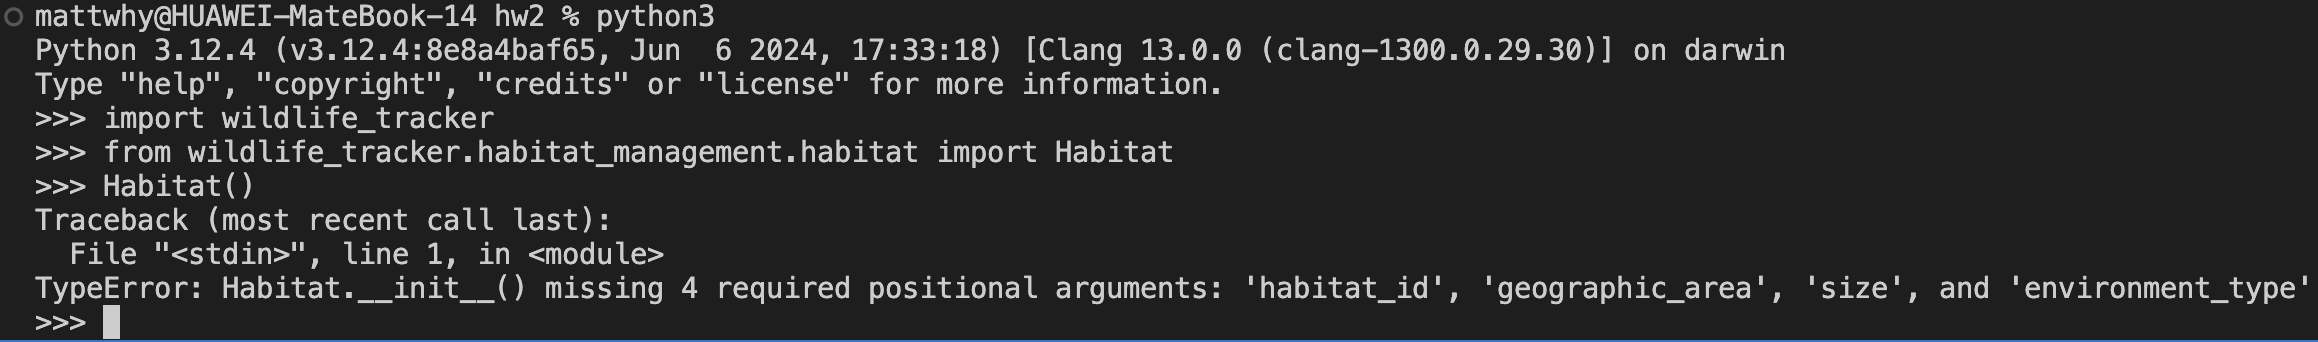 mattwhy@HUAWEI-MateBook-14 hw2 % python3
Python 3.12.4 (v3.12.4:8e8a4baf65, Jun  6 2024, 17:33:18) [Clang 13.0.0 (clang-1300.0.29.30)] on darwin
Type "help", "copyright", "credits" or "license" for more information.
>>> import wildlife_tracker
>>> from wildlife_tracker.habitat_management.habitat import Habitat
>>> Habitat()
Traceback (most recent call last):
  File "<stdin>", line 1, in <module>
TypeError: Habitat.__init__() missing 4 required positional arguments: 'habitat_id', 'geographic_area', 'size', and 'environment_type'
>>>